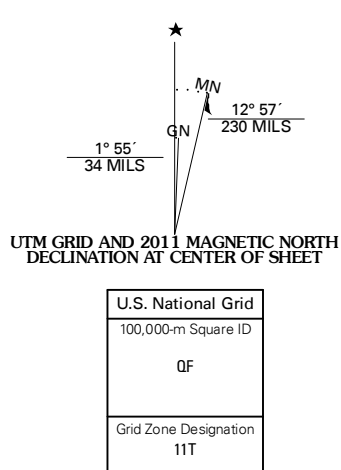 MN
GN
12° 57´
230 MILS
1° 55´
34 MILS
UTM GRID AND 2011 MAGNETIC NORTH
DECLINATION AT CENTER OF SHEET
U.S. National Grid
100,000-m Square ID
QF
Grid Zone Designation
11T